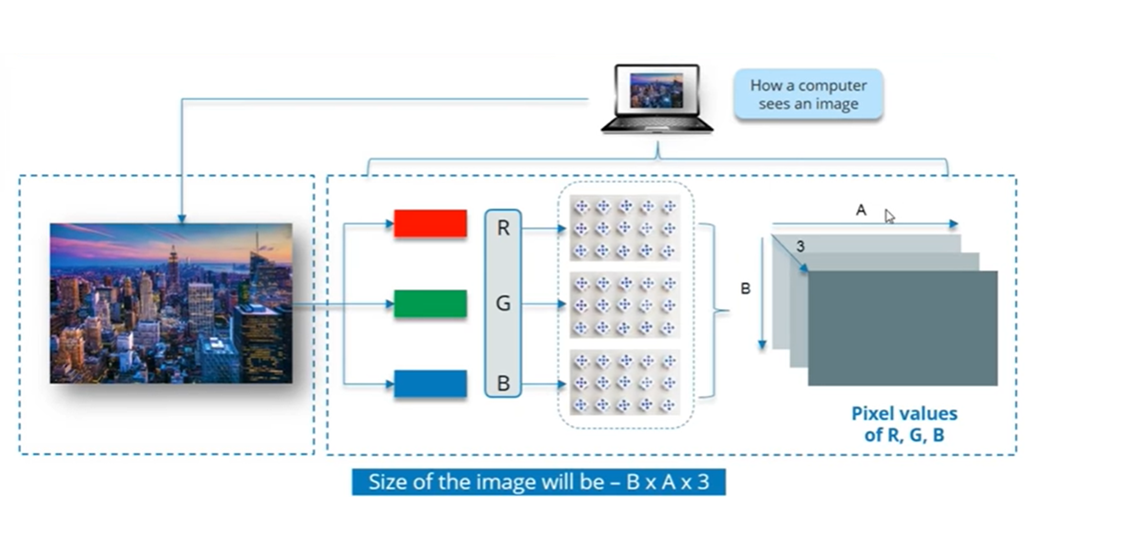 How a computer
sees an image
R
G
B
A
3
B
Pixel values
of R, G, B
Size of the image will be – B x A x 3